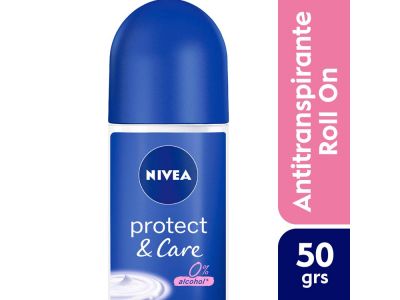 NIVEA
protect
& Care
0%
alcohol*
Antitranspirante
Roll On
50
grs